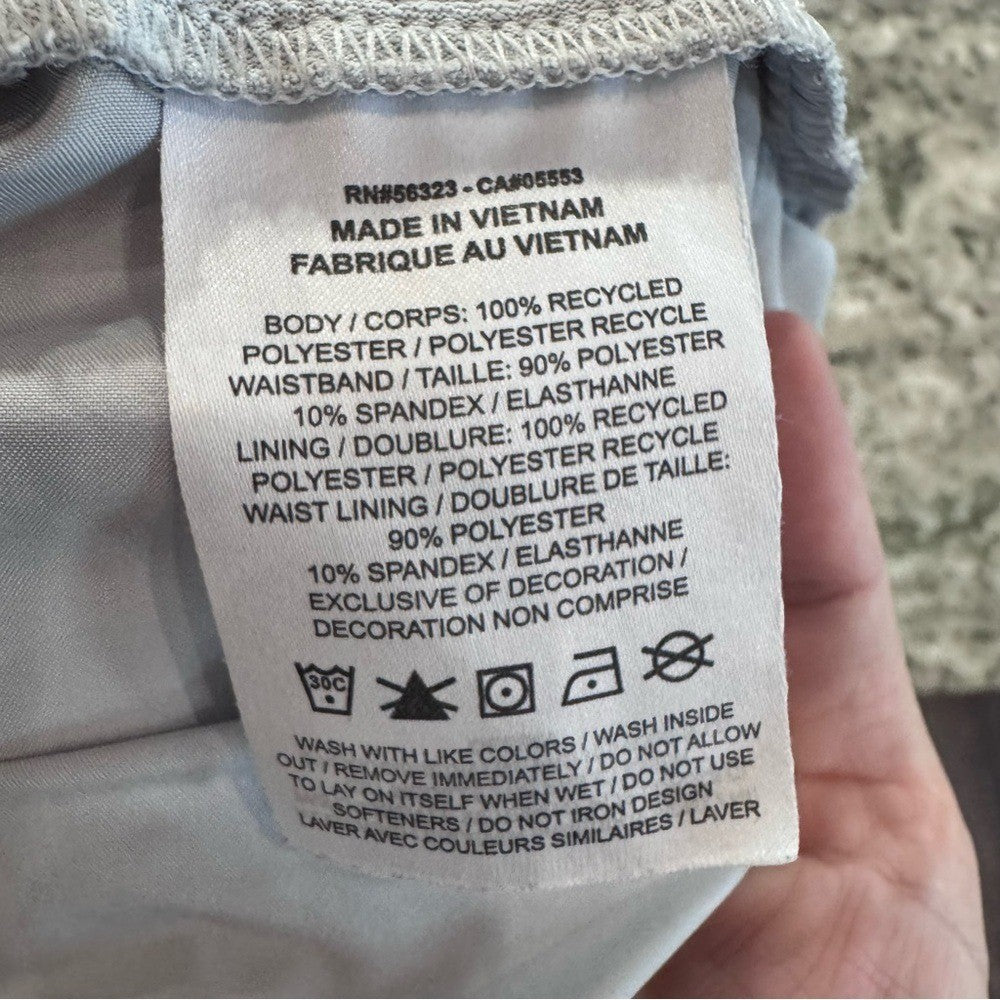 RN#56323 - CA#05553
MADE IN VIETNAM
FABRIQUE AU VIETNAM
BODY / CORPS: 100% RECYCLED
POLYESTER / POLYESTER RECYCLE
WAISTBAND / TAILLE: 90% POLYESTER
10% SPANDEX / ELASTHANNE
LINING / DOUBLURE: 100% RECYCLED
POLYESTER / POLYESTER RECYCLE
WAIST LINING / DOUBLURE DE TAILLE:
90% POLYESTER
10% SPANDEX / ELASTHANNE
EXCLUSIVE OF DECORATION /
DECORATION NON COMPRISE
30C
WASH WITH LIKE COLORS / WASH INSIDE
OUT / REMOVE IMMEDIATELY / DO NOT ALLOW
TO LAY ON ITSELF WHEN WET / DO NOT USE
SOFTENERS / DO NOT IRON DESIGN
LAVER AVEC COULEURS SIMILAIRES / LAVER